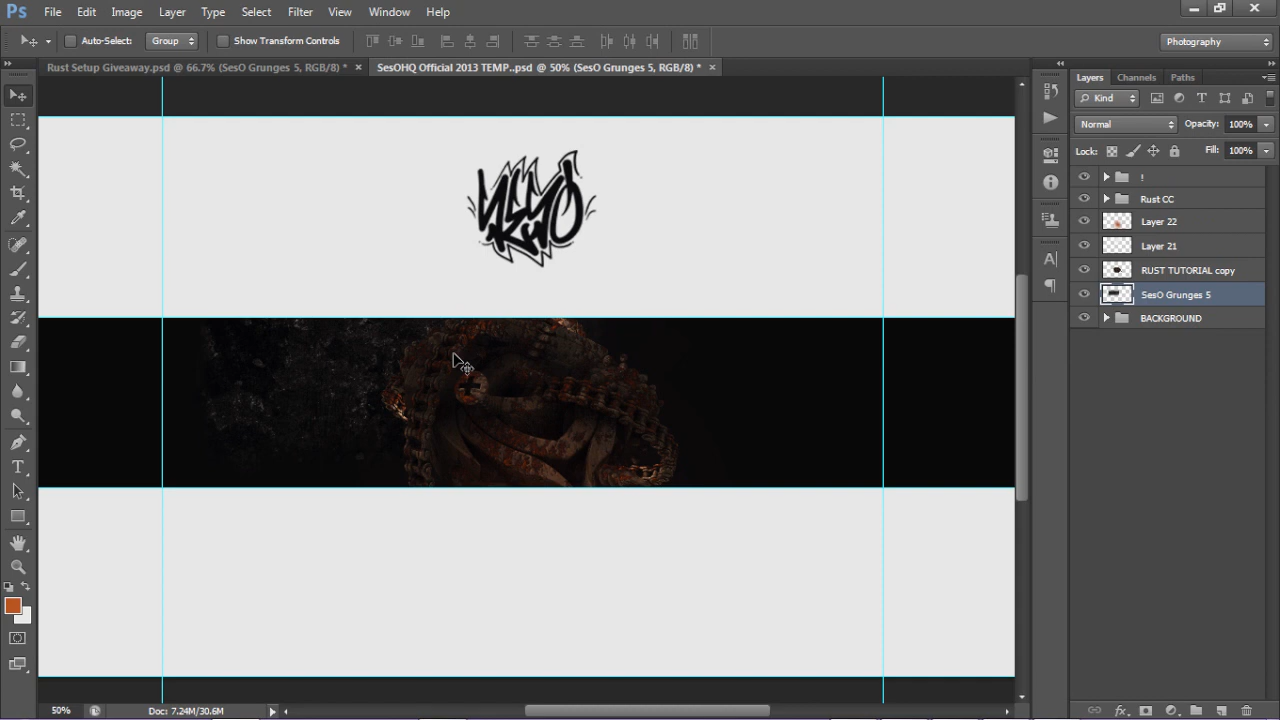 Ps File Edit Image Layer Type Select Filter View Window Help
Auto-Select: Group Show Transform Controls Photography
Rust Setup Giveaway.psd @ 66.7% (SesO Grunges 5, RGB/8) * × SesOHQ Official 2013 TEMP..psd @ 50% (SesO Grunges 5, RGB/8) * ×
Layers Channels Paths
Kind
Normal Opacity: 100%
Lock: Fill: 100%
!
Rust CC
Layer 22
Layer 21
RUST TUTORIAL copy
SesO Grunges 5
BACKGROUND
SESO
50% Doc: 7.24M/30.6M